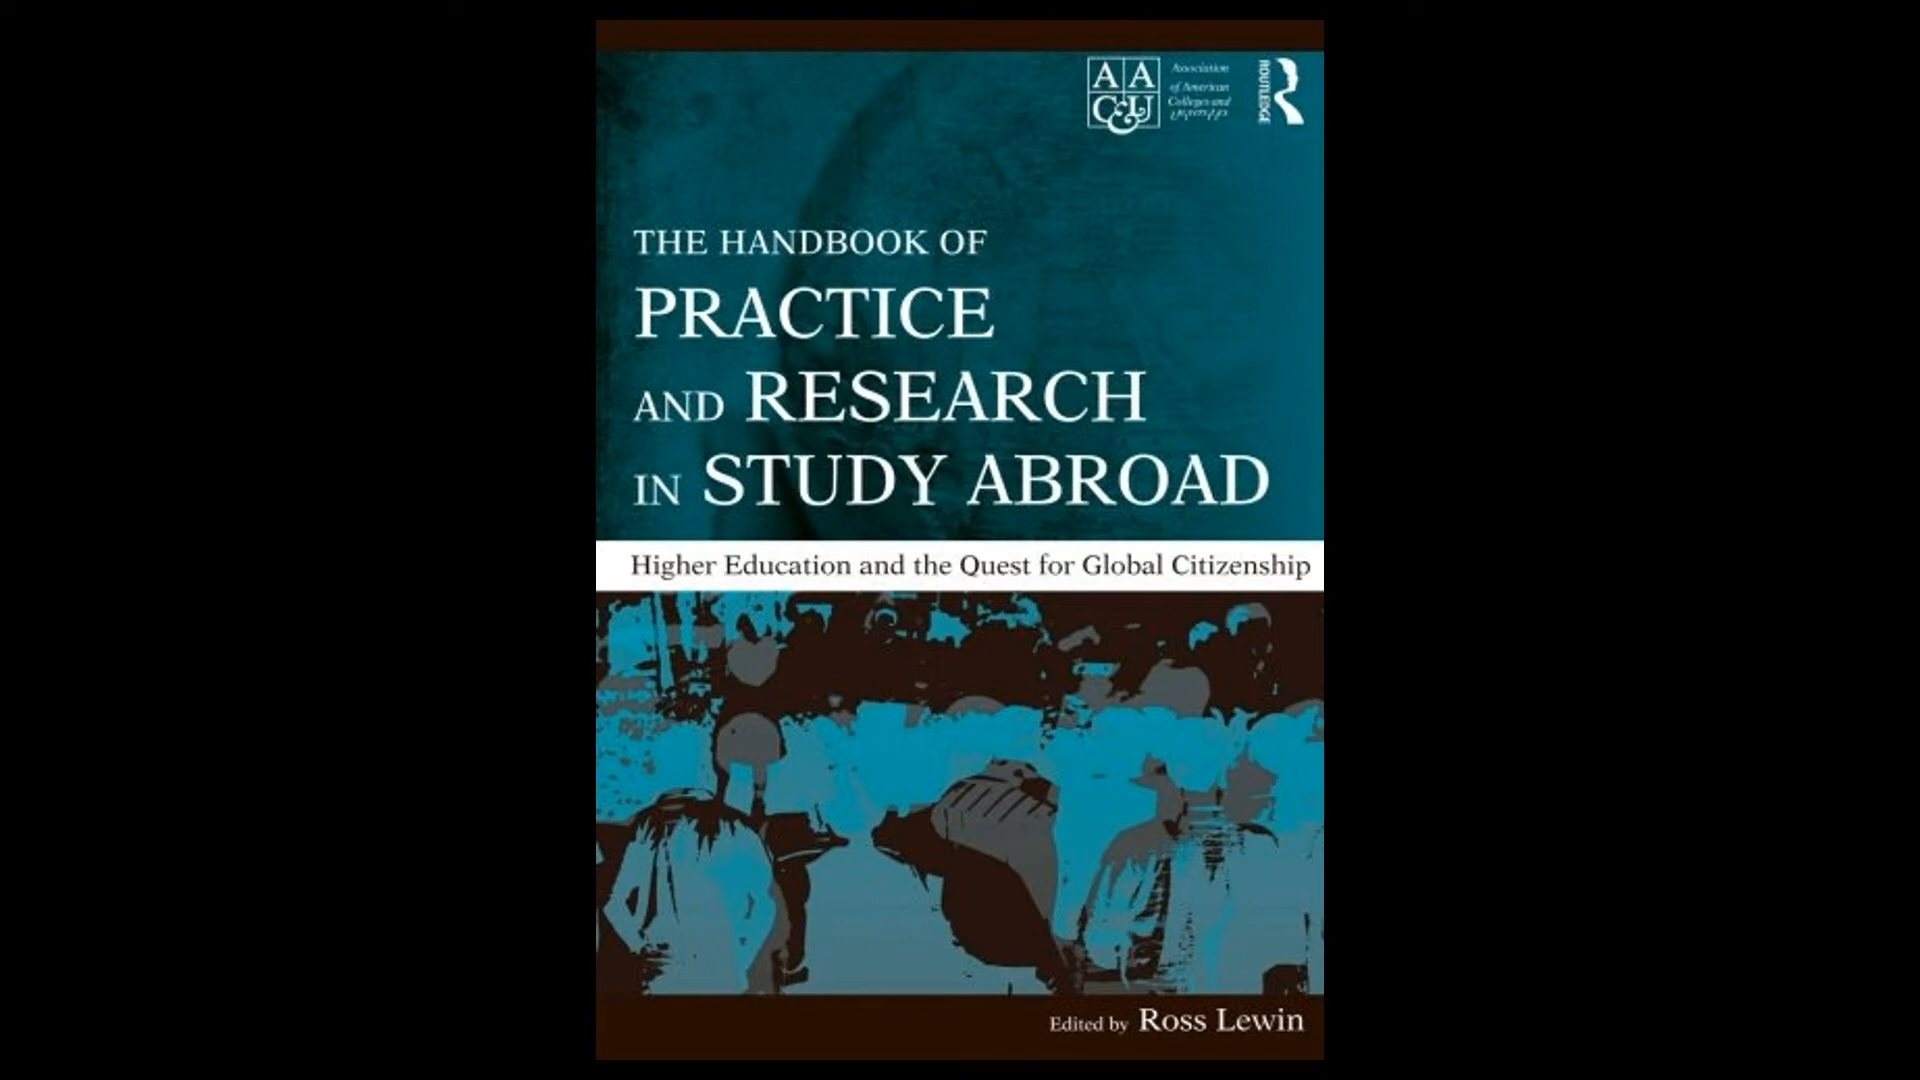 AAC&U
Association
of American
Colleges and
ROUTLEDGE
THE HANDBOOK OF
PRACTICE
AND RESEARCH
IN STUDY ABROAD
Higher Education and the Quest for Global Citizenship
Edited by Ross Lewin